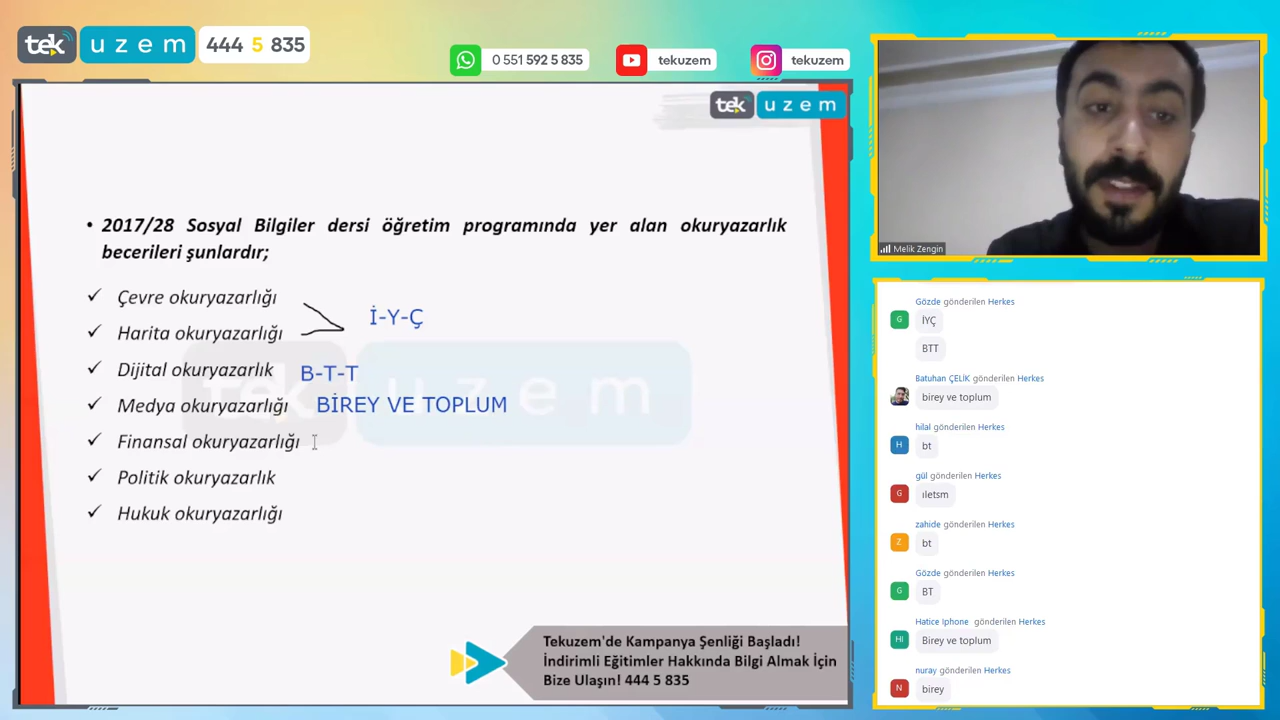 tek uzem 444 5 835
0 551 592 5 835
tekuzem
tekuzem
tek uzem
• 2017/28 Sosyal Bilgiler dersi öğretim programında yer alan okuryazarlık
becerileri şunlardır;
✓ Çevre okuryazarlığı
İ-Y-Ç
✓ Harita okuryazarlığı
✓ Dijital okuryazarlık B-T-T
✓ Medya okuryazarlığı BİREY VE TOPLUM
✓ Finansal okuryazarlığı
✓ Politik okuryazarlık
✓ Hukuk okuryazarlığı
tek uzem
Tekuzem'de Kampanya Şenliği Başladı!
İndirimli Eğitimler Hakkında Bilgi Almak İçin
Bize Ulaşın! 444 5 835
Melik Zengin
Gözde gönderilen Herkes
G İYÇ
BTT
Batuhan ÇELİK gönderilen Herkes
birey ve toplum
hilal gönderilen Herkes
H bt
gül gönderilen Herkes
G ıletsm
zahide gönderilen Herkes
Z bt
Gözde gönderilen Herkes
G BT
Hatice Iphone gönderilen Herkes
HI Birey ve toplum
nuray gönderilen Herkes
N birey